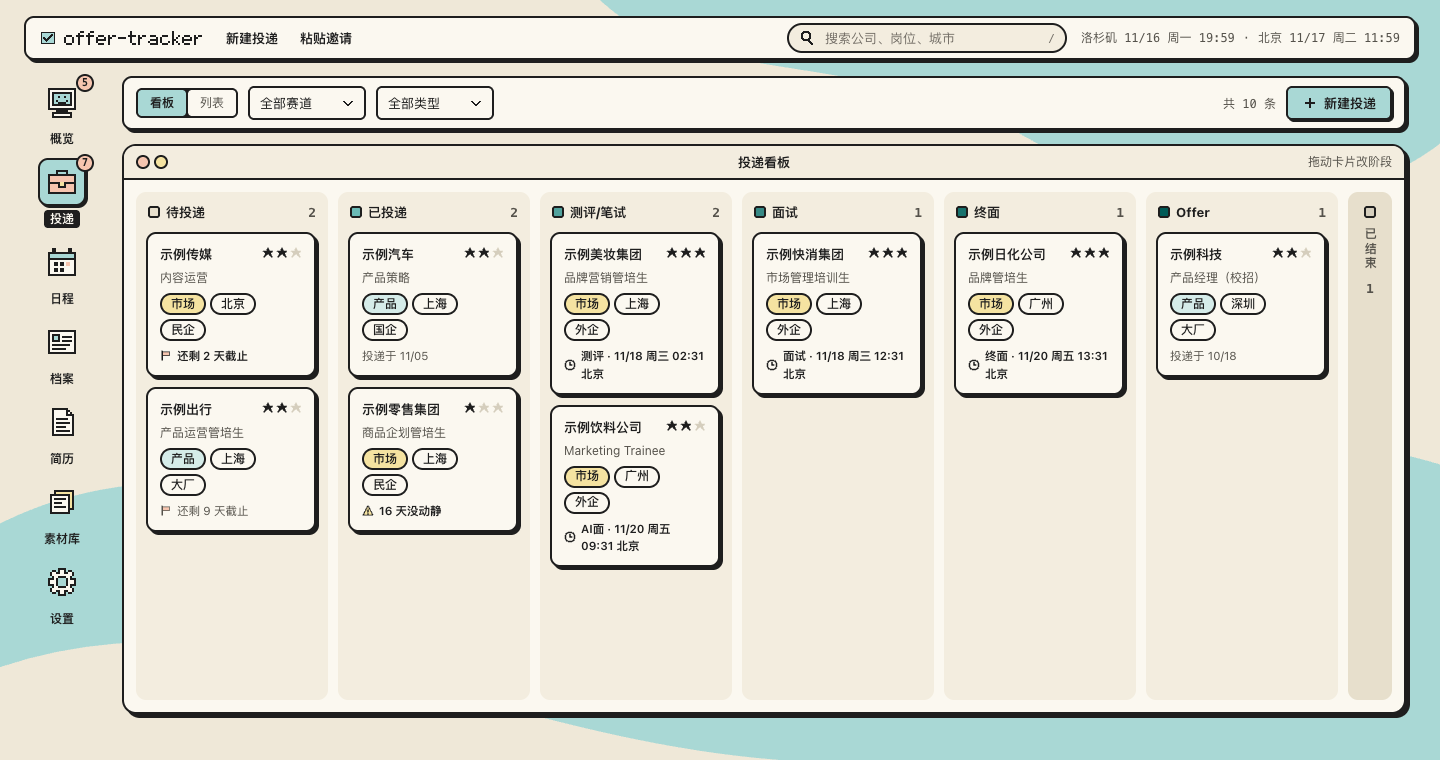 offer-tracker 新建投递 粘贴邀请 搜索公司、岗位、城市 / 洛杉矶 11/16 周一 19:59 · 北京 11/17 周二 11:59
5
概览
7
投递
日程
档案
简历
素材库
设置
看板 列表 全部赛道 全部类型 共 10 条 + 新建投递
投递看板 拖动卡片改阶段
待投递 2
示例传媒
内容运营
市场 北京
民企
还剩 2 天截止
示例出行
产品运营管培生
产品 上海
大厂
还剩 9 天截止
已投递 2
示例汽车
产品策略
产品 上海
国企
投递于 11/05
示例零售集团
商品企划管培生
市场 上海
民企
16 天没动静
测评/笔试 2
示例美妆集团
品牌营销管培生
市场 上海
外企
测评 · 11/18 周三 02:31
北京
示例饮料公司
Marketing Trainee
市场 广州
外企
AI面 · 11/20 周五
09:31 北京
面试 1
示例快消集团
市场管理培训生
市场 上海
外企
面试 · 11/18 周三 12:31
北京
终面 1
示例日化公司
品牌管培生
市场 广州
外企
终面 · 11/20 周五 13:31
北京
Offer 1
示例科技
产品经理（校招）
产品 深圳
大厂
投递于 10/18
已结束
1